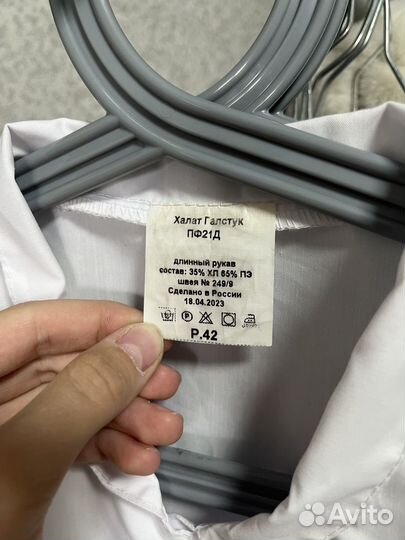 Халат Галстук
ПФ21Д
длинный рукав
состав: 35% ХЛ 65% ПЭ
швея № 249/9
Сделано в России
18.04.2023
Р.42
Avito